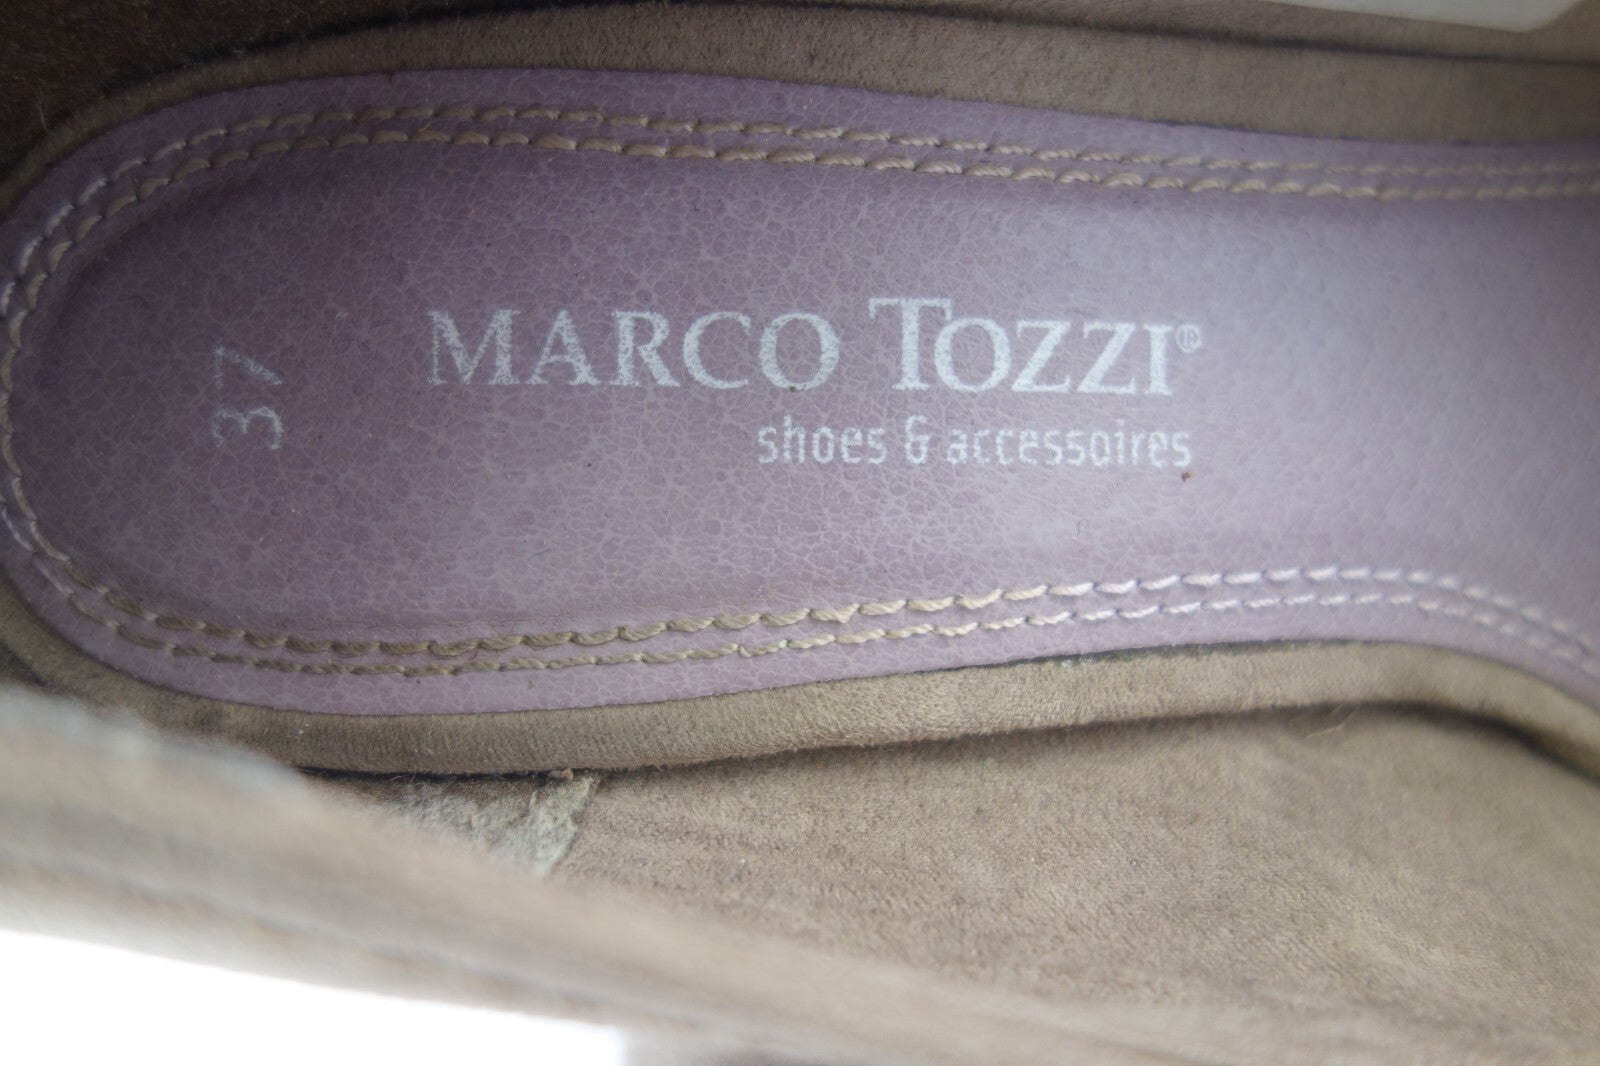 MARCO TOZZI®
shoes & accessoires
37